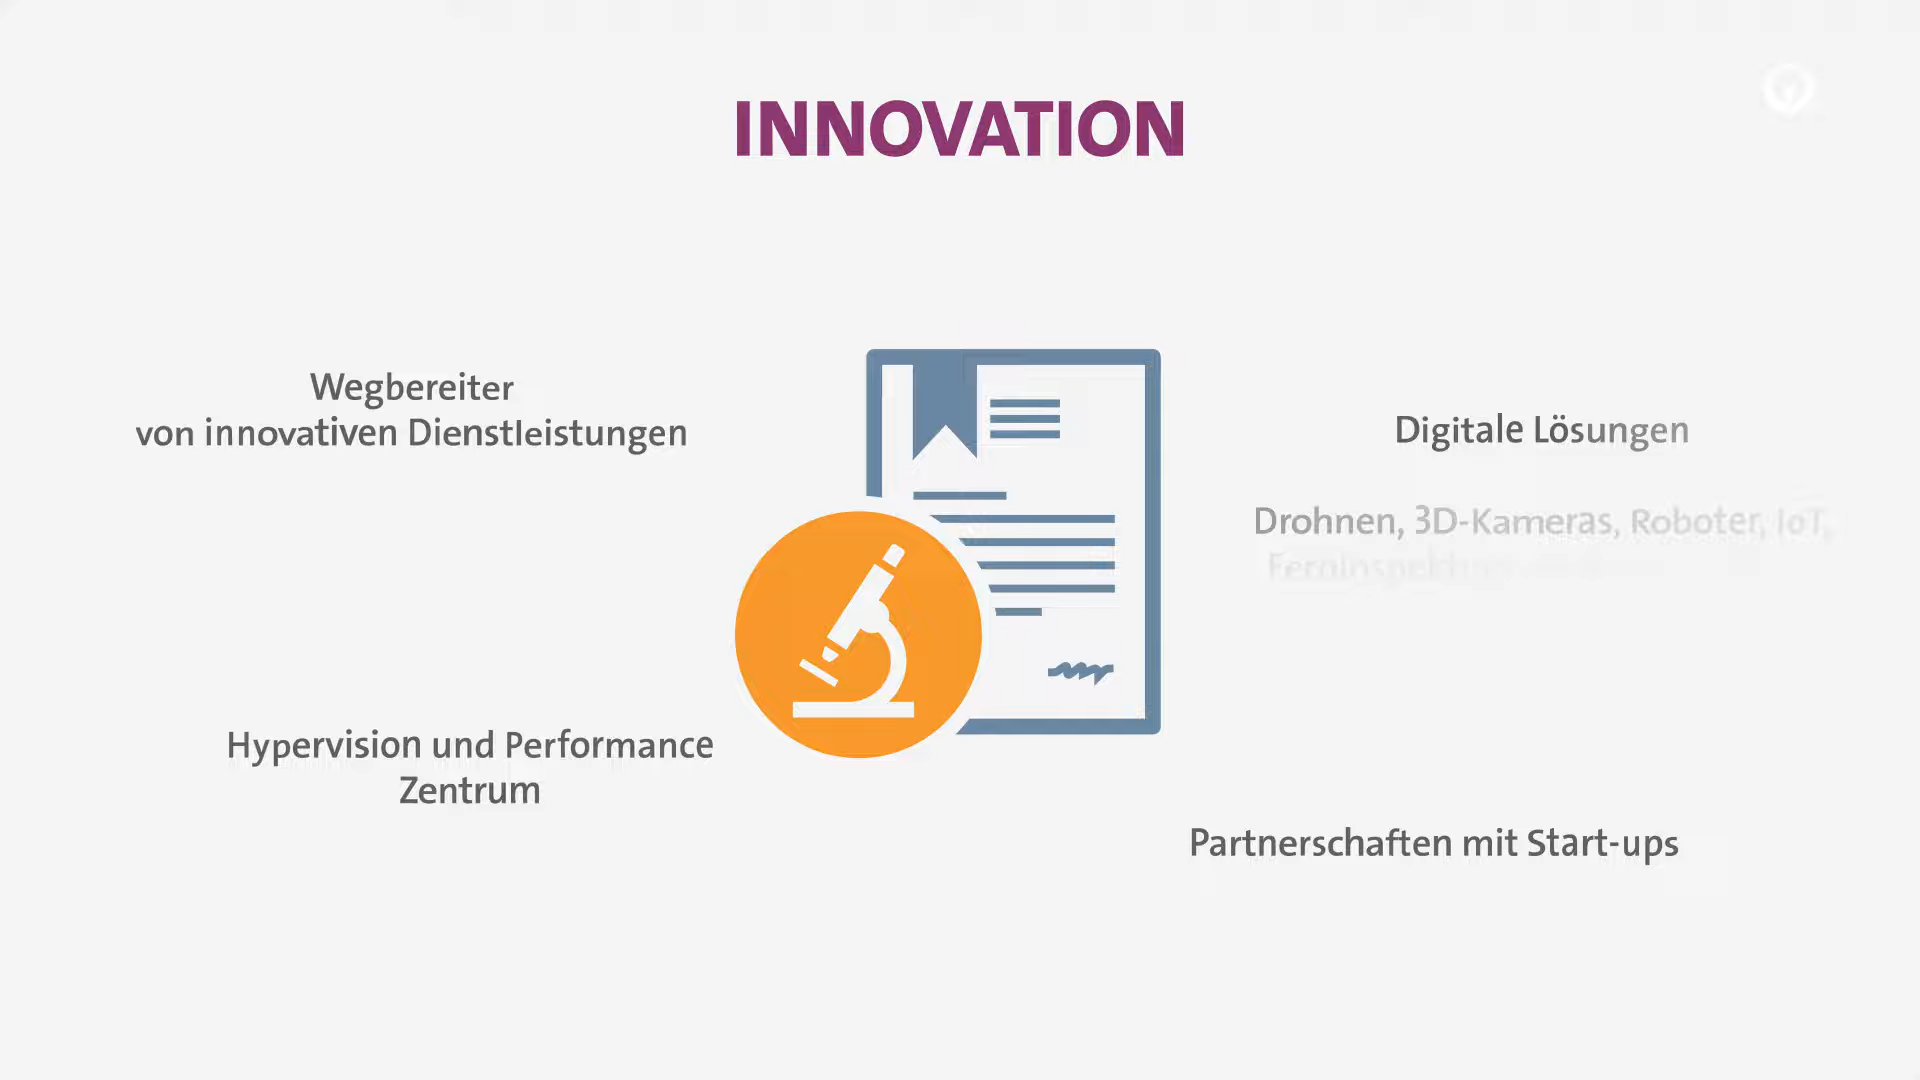 INNOVATION
Wegbereiter
von innovativen Dienstleistungen
Digitale Lösungen
Drohnen, 3D-Kameras, Roboter, IoT,
Hypervision und Performance
Zentrum
Partnerschaften mit Start-ups